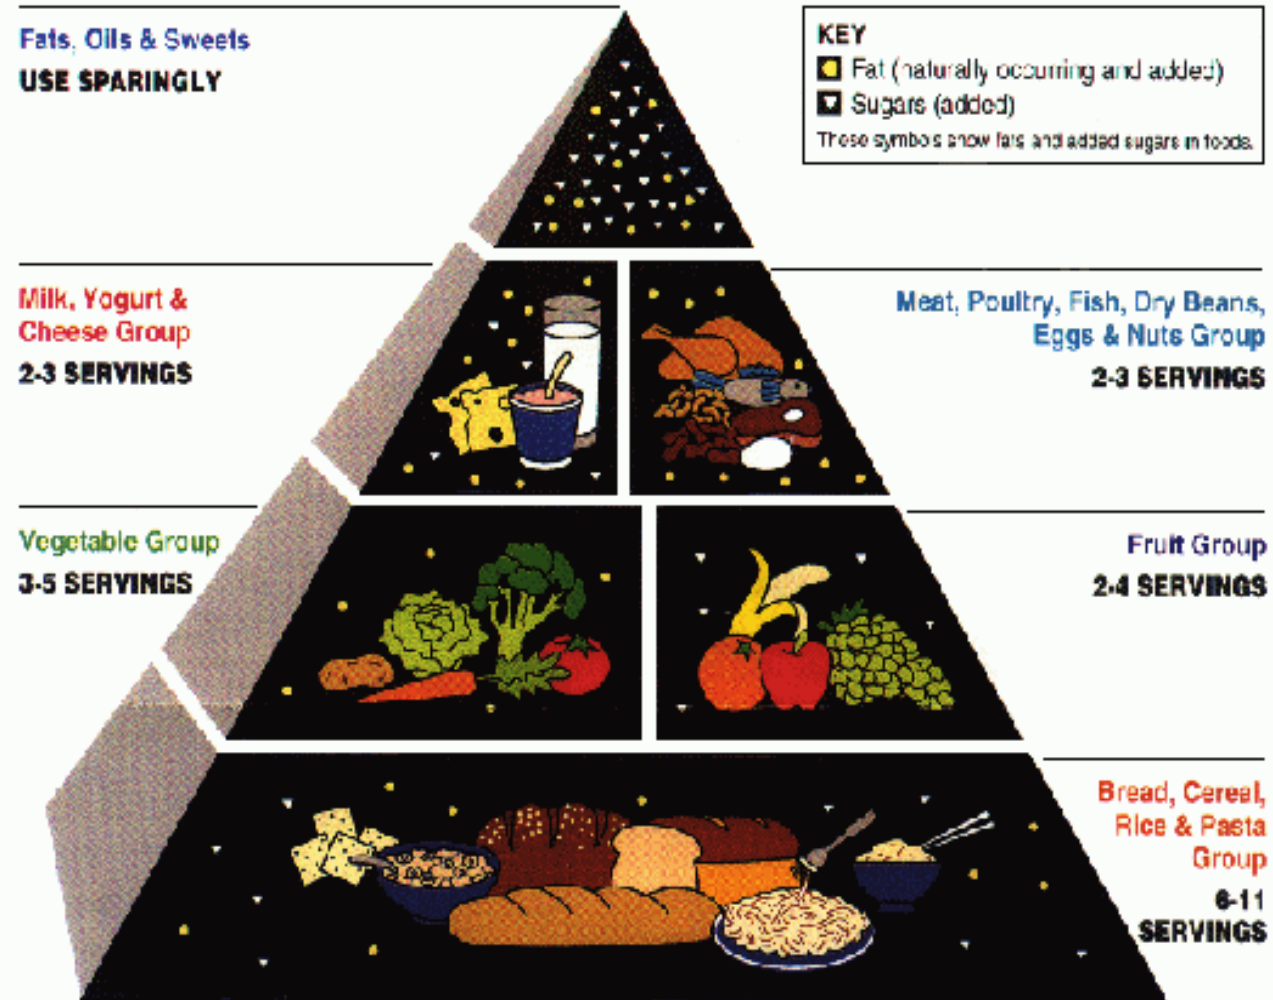 Fats, Oils & Sweets
USE SPARINGLY
KEY
Fat (naturally occurring and added)
Sugars (added)
These symbols show fats and added sugars in foods.
Milk, Yogurt &
Cheese Group
2-3 SERVINGS
Meat, Poultry, Fish, Dry Beans,
Eggs & Nuts Group
2-3 SERVINGS
Vegetable Group
3-5 SERVINGS
Fruit Group
2-4 SERVINGS
Bread, Cereal,
Rice & Pasta
Group
6-11
SERVINGS